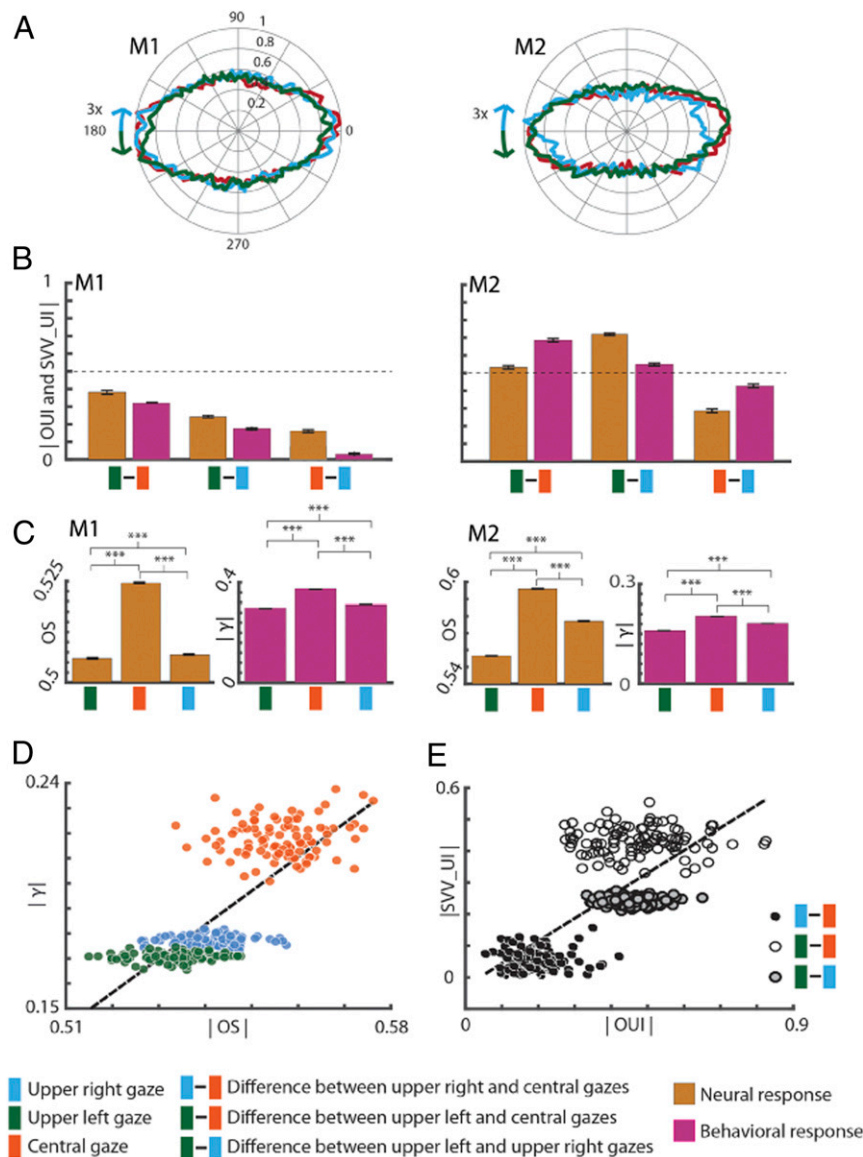 A
M1
M2
90
1
0.8
0.6
0.2
3x
180
0
270
3x
B
M1
M2
| OUI and SVV_UI |
1
0
C
M1
M2
***
***
***
***
***
***
***
***
***
***
***
***
0.525
OS
0.5
0.4
| γ |
0
0.6
OS
0.54
0.3
| γ |
0
D
E
0.24
| γ |
0.15
0.51
| OS |
0.58
0.6
|SVV_UI|
0
0
| OUI |
0.9
Upper right gaze
Upper left gaze
Central gaze
Difference between upper right and central gazes
Difference between upper left and central gazes
Difference between upper left and upper right gazes
Neural response
Behavioral response